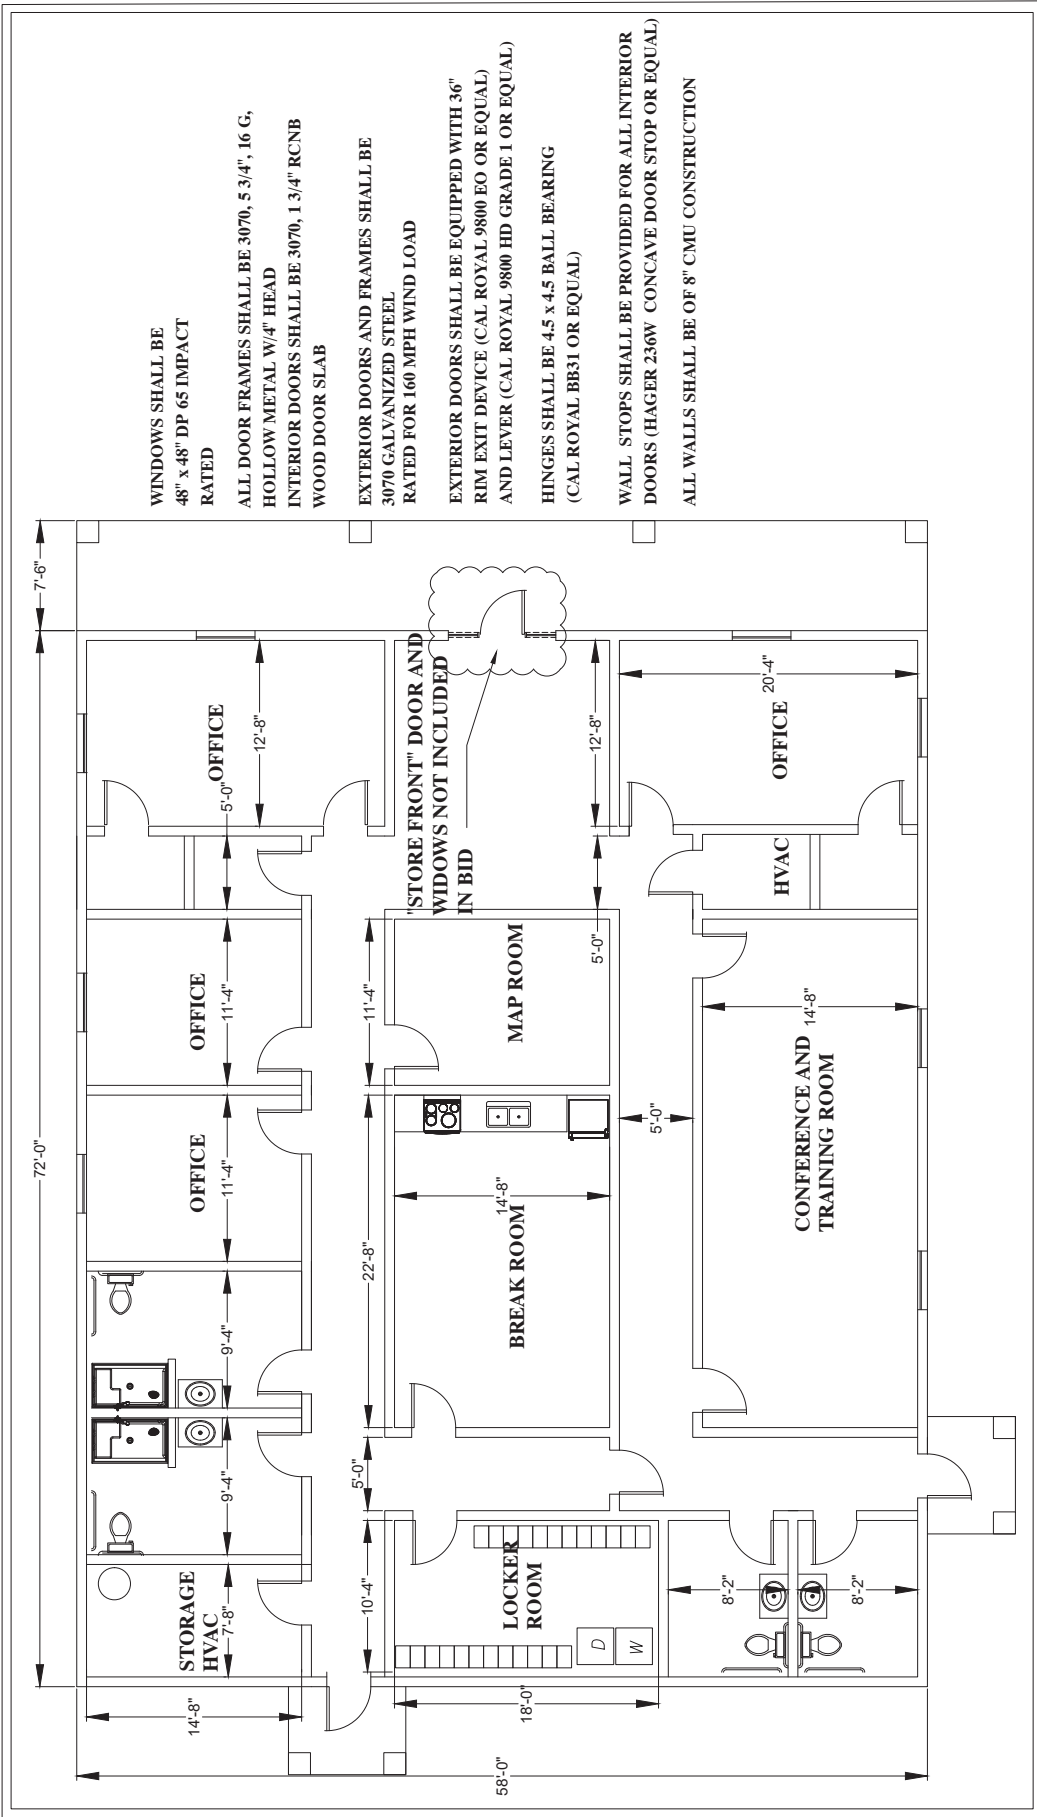 WINDOWS SHALL BE
48" x 48" DP 65 IMPACT
RATED
ALL DOOR FRAMES SHALL BE 3070, 5 3/4", 16 G,
HOLLOW METAL W/4" HEAD
INTERIOR DOORS SHALL BE 3070, 1 3/4" RCNB
WOOD DOOR SLAB
EXTERIOR DOORS AND FRAMES SHALL BE
3070 GALVANIZED STEEL
RATED FOR 160 MPH WIND LOAD
EXTERIOR DOORS SHALL BE EQUIPPED WITH 36"
RIM EXIT DEVICE (CAL ROYAL 9800 EO OR EQUAL)
AND LEVER (CAL ROYAL 9800 HD GRADE 1 OR EQUAL)
HINGES SHALL BE 4.5 x 4.5 BALL BEARING
(CAL ROYAL BB31 OR EQUAL)
WALL STOPS SHALL BE PROVIDED FOR ALL INTERIOR
DOORS (HAGER 236W CONCAVE DOOR STOP OR EQUAL)
ALL WALLS SHALL BE OF 8" CMU CONSTRUCTION
72'-0"
7'-6"
58'-0"
14'-8"
STORAGE
HVAC
7'-8"
9'-4"
9'-4"
OFFICE
11'-4"
OFFICE
11'-4"
5'-0"
OFFICE
12'-8"
10'-4"
5'-0"
22'-8"
11'-4"
"STORE FRONT" DOOR AND
WIDOWS NOT INCLUDED
IN BID
LOCKER
ROOM
D
W
18'-0"
BREAK ROOM
14'-8"
MAP ROOM
5'-0"
12'-8"
5'-0"
8'-2"
8'-2"
CONFERENCE AND
TRAINING ROOM
14'-8"
HVAC
OFFICE
20'-4"